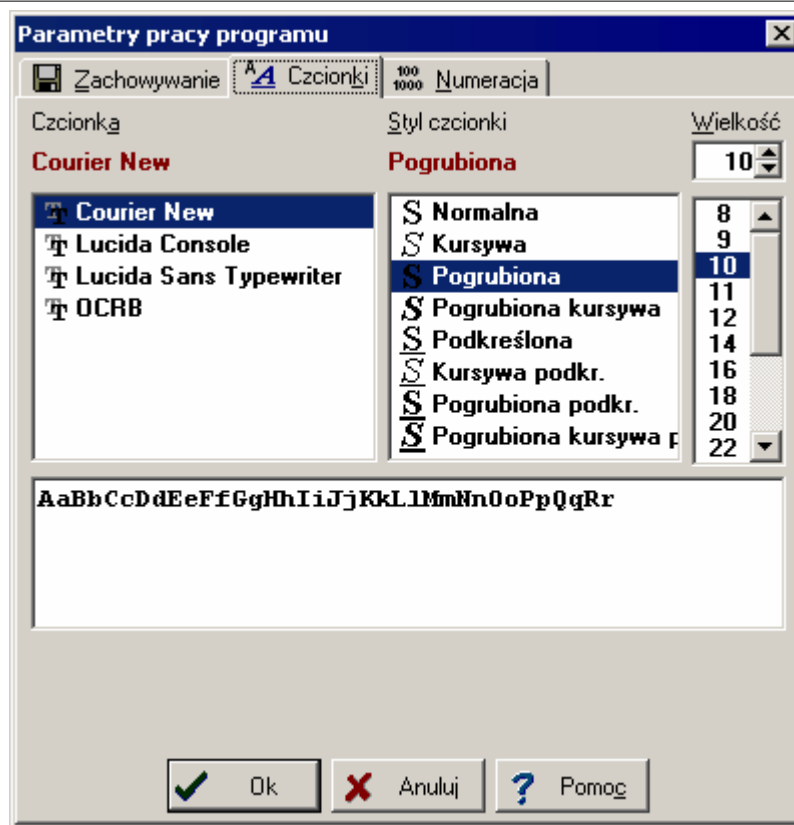 Parametry pracy programu
Zachowywanie
Czcionki
100
1000
Numeracja
Czcionka
Styl czcionki
Wielkość
Courier New
Pogrubiona
10
Courier New
Lucida Console
Lucida Sans Typewriter
OCRB
S Normalna
S Kursywa
S Pogrubiona
S Pogrubiona kursywa
S Podkreślona
S Kursywa podkr.
S Pogrubiona podkr.
S Pogrubiona kursywa p
8
9
10
11
12
14
16
18
20
22
AaBbCcDdEeFfGgHhIiJjKkLlMmNnOoPpQqRr
Ok
Anuluj
? Pomoc